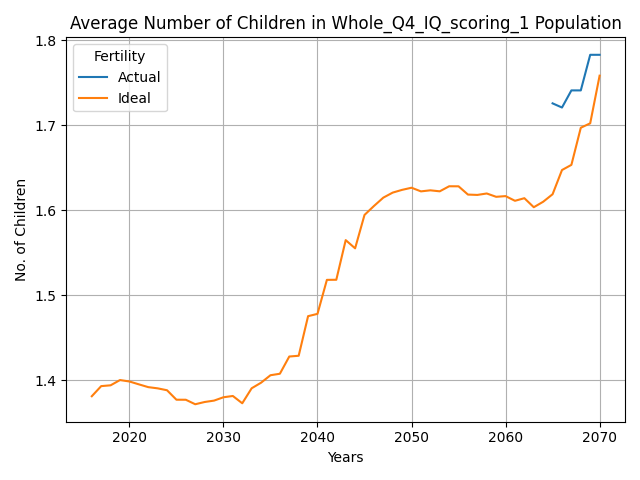 Average Number of Children in Whole_Q4_IQ_scoring_1 Population
Fertility
Actual
Ideal
No. of Children
1.8
1.7
1.6
1.5
1.4
2020 2030 2040 2050 2060 2070
Years